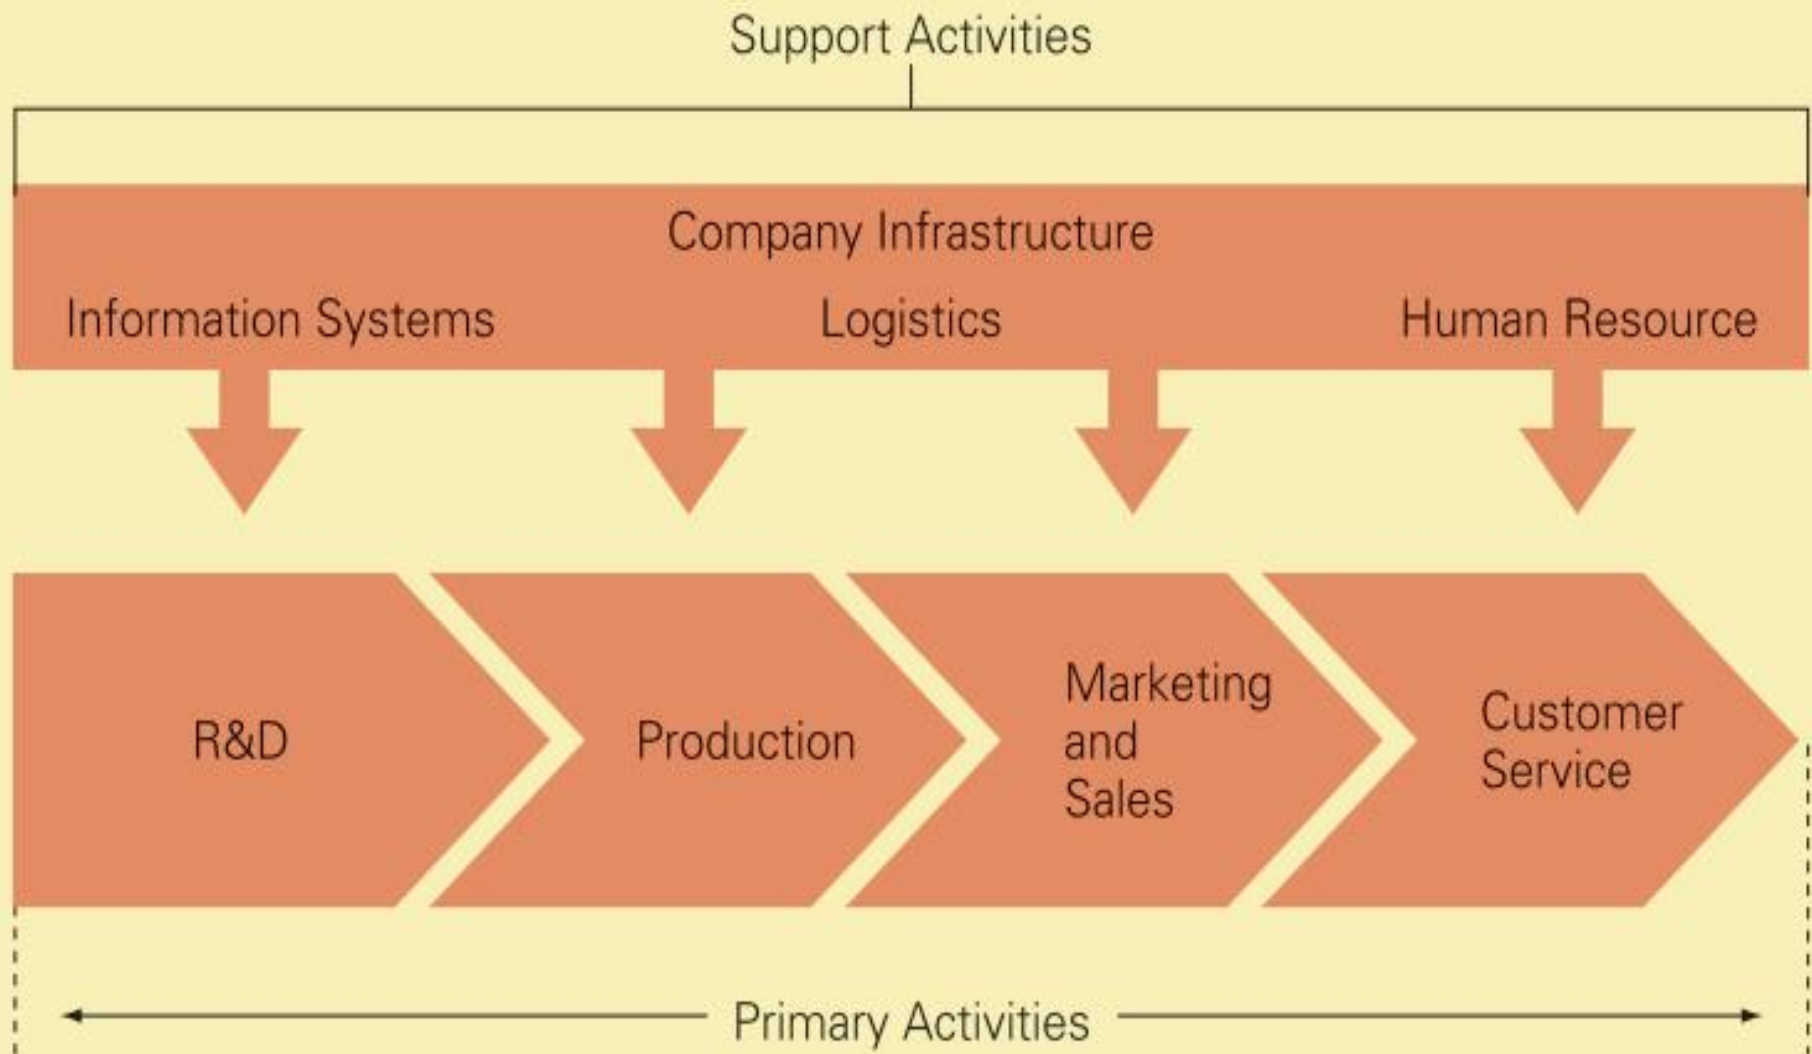 Support Activities
Company Infrastructure
Information Systems
Logistics
Human Resource
R&D
Production
Marketing
and
Sales
Customer
Service
Primary Activities